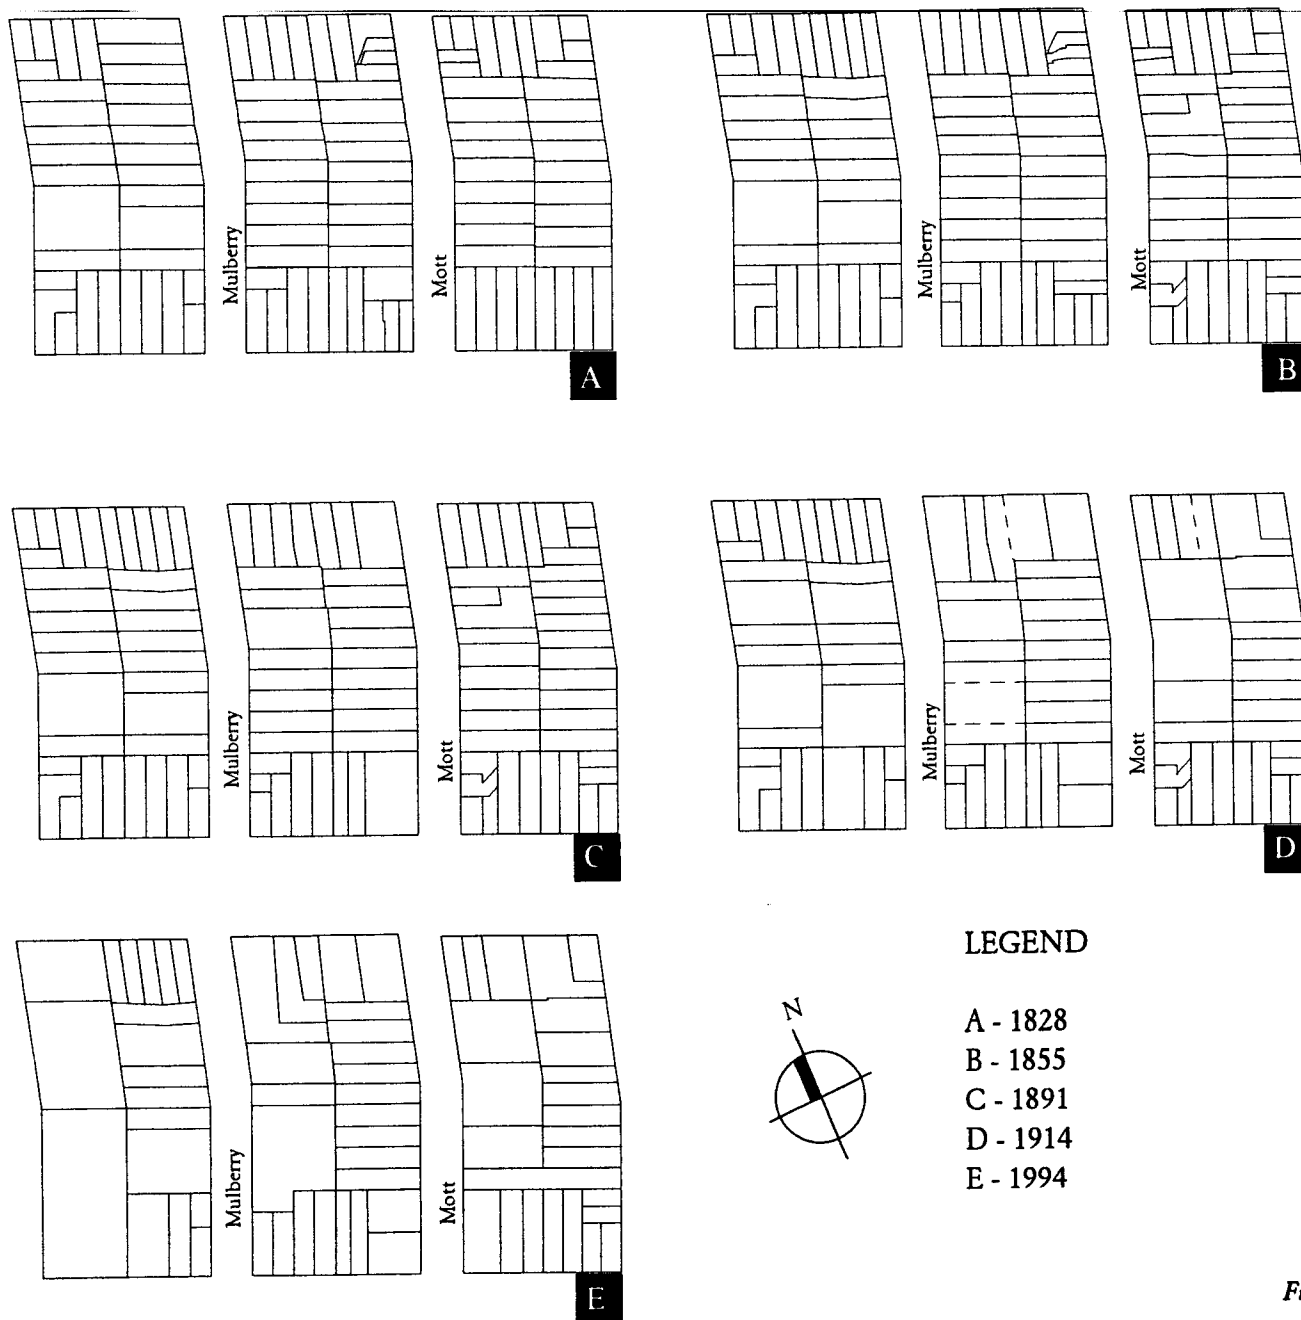 Mulberry
Mott
A
Mulberry
Mott
B
Mulberry
Mott
C
Mulberry
Mott
D
Mulberry
Mott
E
LEGEND
N
A - 1828
B - 1855
C - 1891
D - 1914
E - 1994